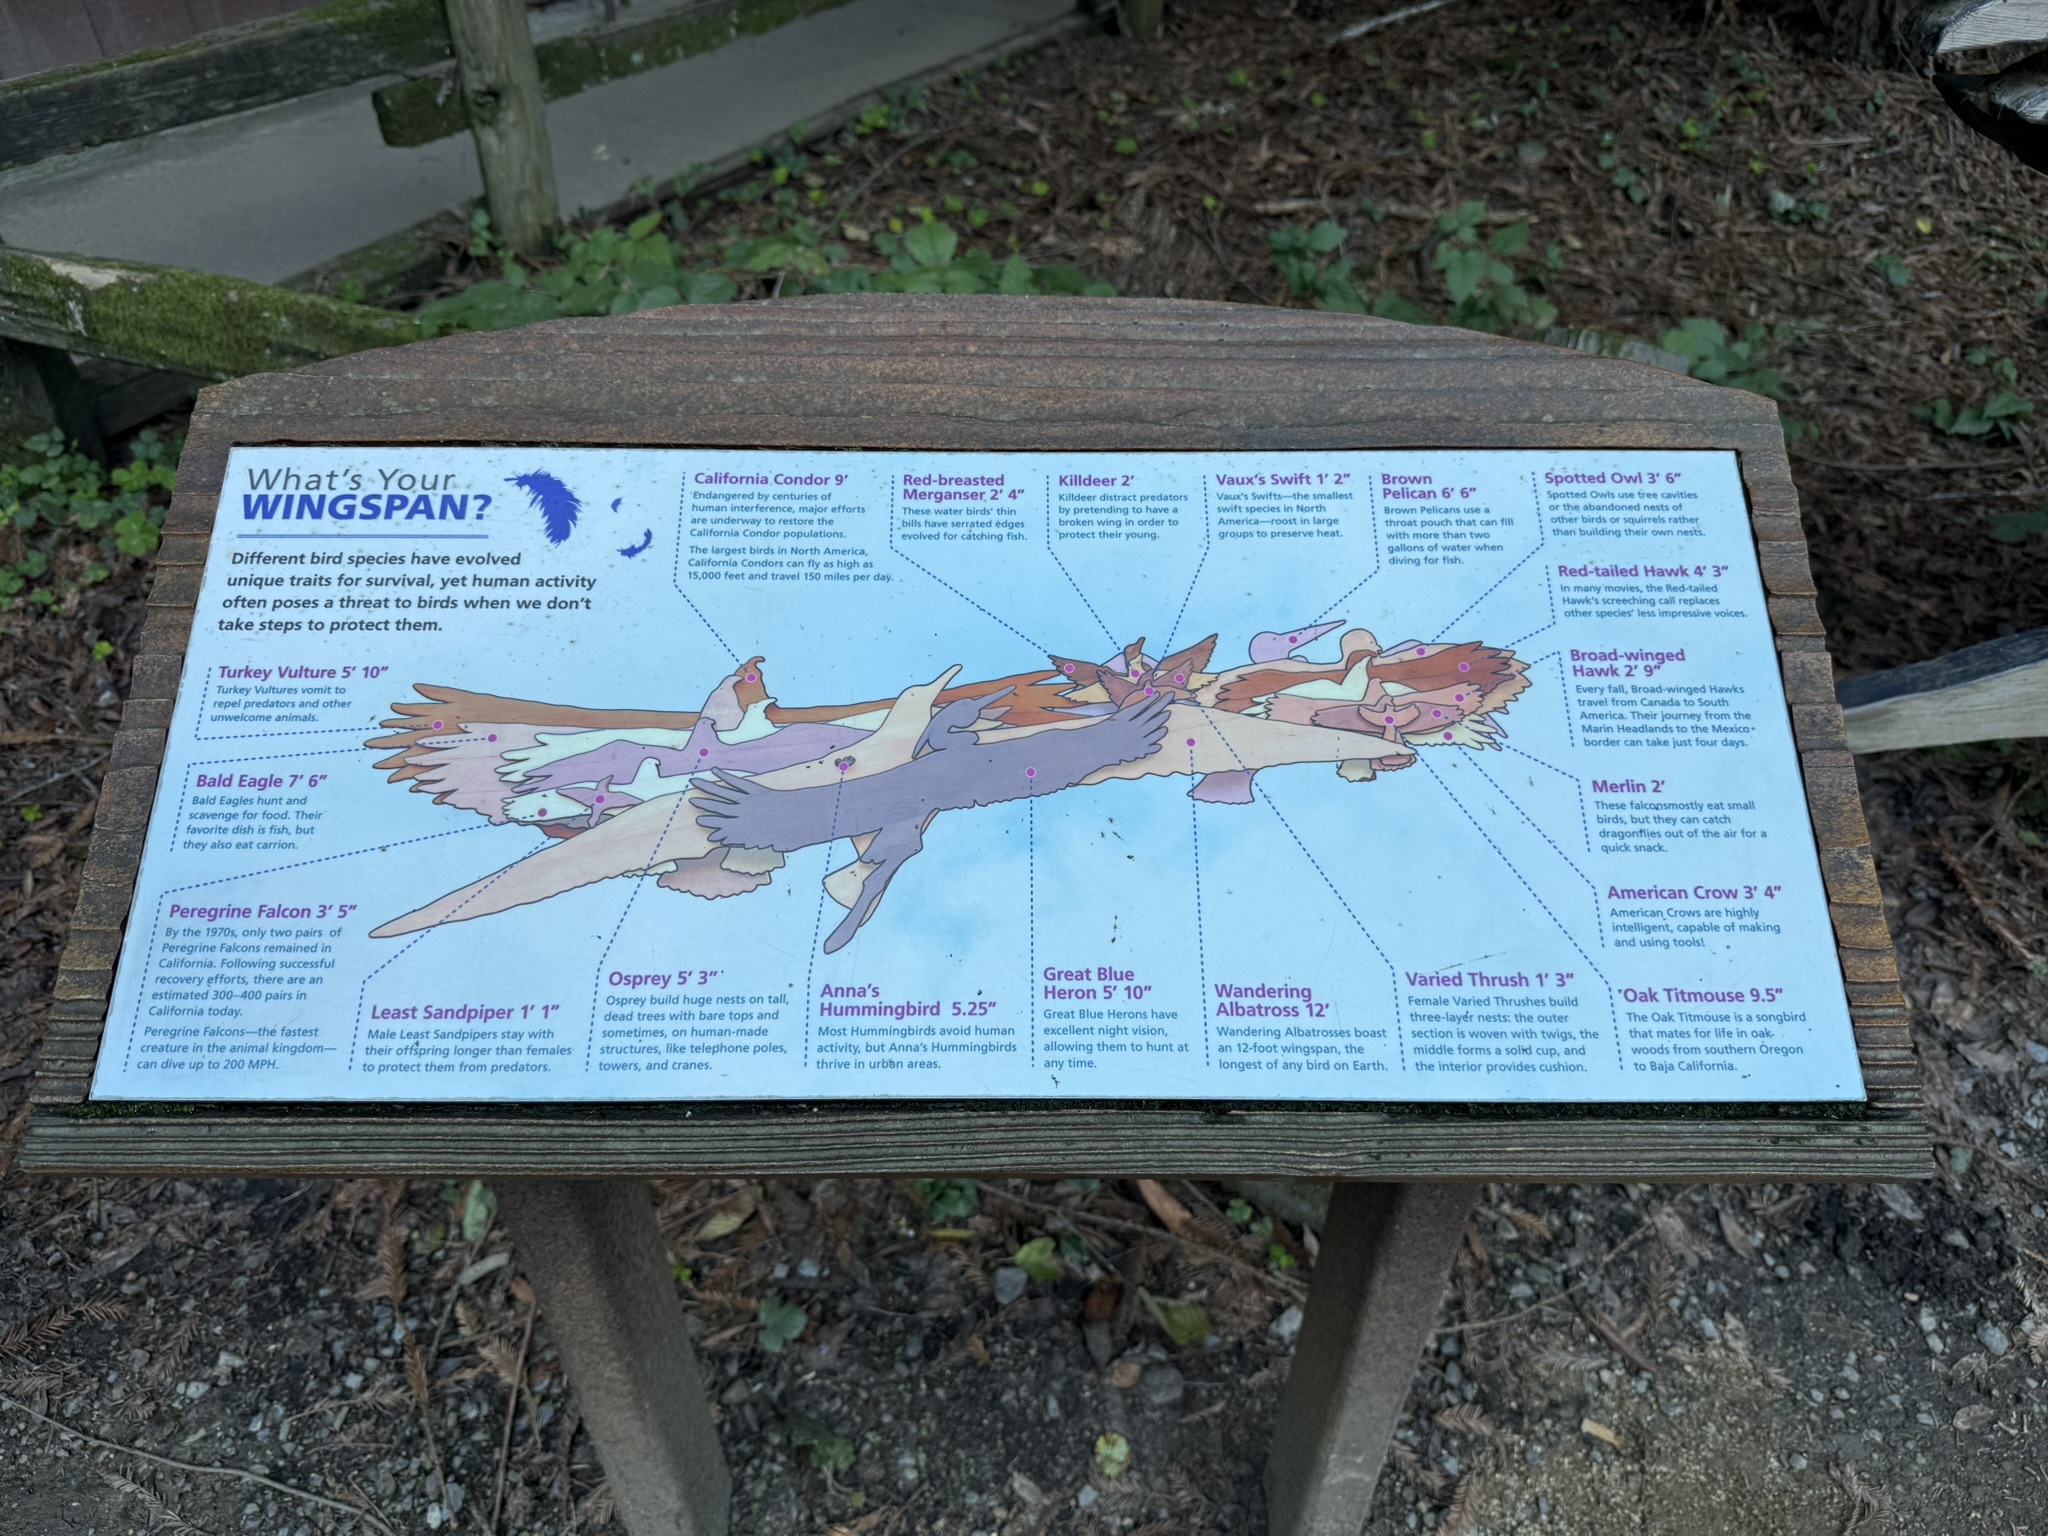 What's Your
WINGSPAN?
Different bird species have evolved
unique traits for survival, yet human activity
often poses a threat to birds when we don't
take steps to protect them.
California Condor 9'
Endangered by centuries of
human interference, major efforts
are underway to restore the
California Condor populations.
The largest birds in North America,
California Condors can fly as high as
15,000 feet and travel 150 miles per day.
Red-breasted
Merganser 2' 4"
These water birds' thin
bills have serrated edges
evolved for catching fish.
Killdeer 2'
Killdeer distract predators
by pretending to have a
broken wing in order to
protect their young.
Vaux's Swift 1' 2"
Vaux's Swifts—the smallest
swift species in North
America—roost in large
groups to preserve heat.
Brown
Pelican 6' 6"
Brown Pelicans use a
throat pouch that can fill
with more than two
gallons of water when
diving for fish.
Spotted Owl 3' 6"
Spotted Owls use tree cavities
or the abandoned nests of
other birds or squirrels rather
than building their own nests.
Red-tailed Hawk 4' 3"
In many movies, the Red-tailed
Hawk's screeching call replaces
other species' less impressive voices.
Broad-winged
Hawk 2' 9"
Every fall, Broad-winged Hawks
travel from Canada to South
America. Their journey from the
Marin Headlands to the Mexico
border can take just four days.
Merlin 2'
These falconsmostly eat small
birds, but they can catch
dragonflies out of the air for a
quick snack.
American Crow 3' 4"
American Crows are highly
intelligent, capable of making
and using tools!
Turkey Vulture 5' 10"
Turkey Vultures vomit to
repel predators and other
unwelcome animals.
Bald Eagle 7' 6"
Bald Eagles hunt and
scavenge for food. Their
favorite dish is fish, but
they also eat carrion.
Peregrine Falcon 3' 5"
By the 1970s, only two pairs of
Peregrine Falcons remained in
California. Following successful
recovery efforts, there are an
estimated 300–400 pairs in
California today.
Peregrine Falcons—the fastest
creature in the animal kingdom—
can dive up to 200 MPH.
Least Sandpiper 1' 1"
Male Least Sandpipers stay with
their offspring longer than females
to protect them from predators.
Osprey 5' 3"
Osprey build huge nests on tall,
dead trees with bare tops and
sometimes, on human-made
structures, like telephone poles,
towers, and cranes.
Anna's
Hummingbird 5.25"
Most Hummingbirds avoid human
activity, but Anna's Hummingbirds
thrive in urban areas.
Great Blue
Heron 5' 10"
Great Blue Herons have
excellent night vision,
allowing them to hunt at
any time.
Wandering
Albatross 12'
Wandering Albatrosses boast
an 12-foot wingspan, the
longest of any bird on Earth.
Varied Thrush 1' 3"
Female Varied Thrushes build
three-layer nests: the outer
section is woven with twigs, the
middle forms a solid cup, and
the interior provides cushion.
Oak Titmouse 9.5"
The Oak Titmouse is a songbird
that mates for life in oak
woods from southern Oregon
to Baja California.